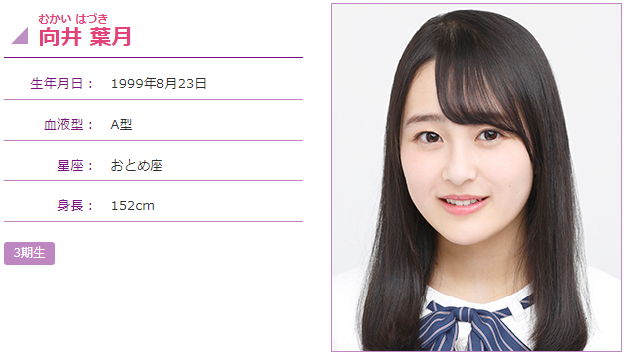 むかい はづき
向井 葉月
生年月日： 1999年8月23日
血液型： A型
星座： おとめ座
身長： 152cm
3期生